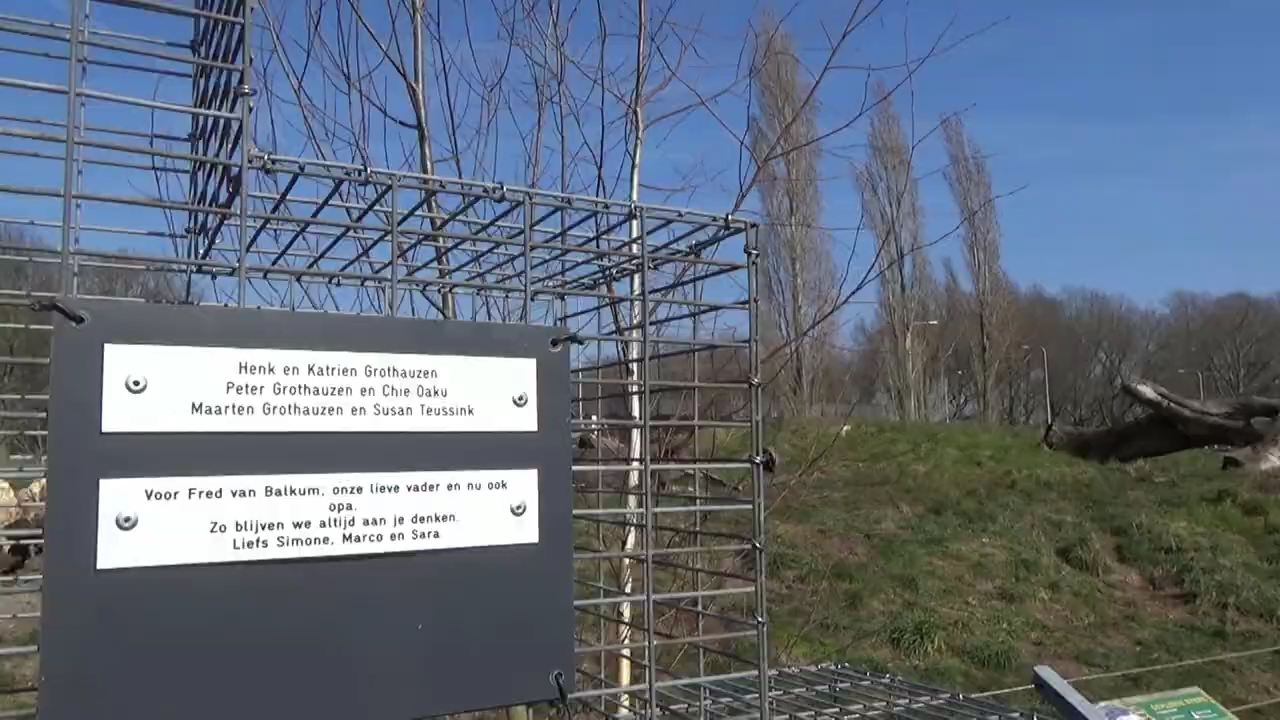 Henk en Katrien Grothauzen
Peter Grothauzen en Chie Oaku
Maarten Grothauzen en Susan Teussink
Voor Fred van Balkum, onze lieve vader en nu ook
opa.
Zo blijven we altijd aan je denken.
Liefs Simone, Marco en Sara